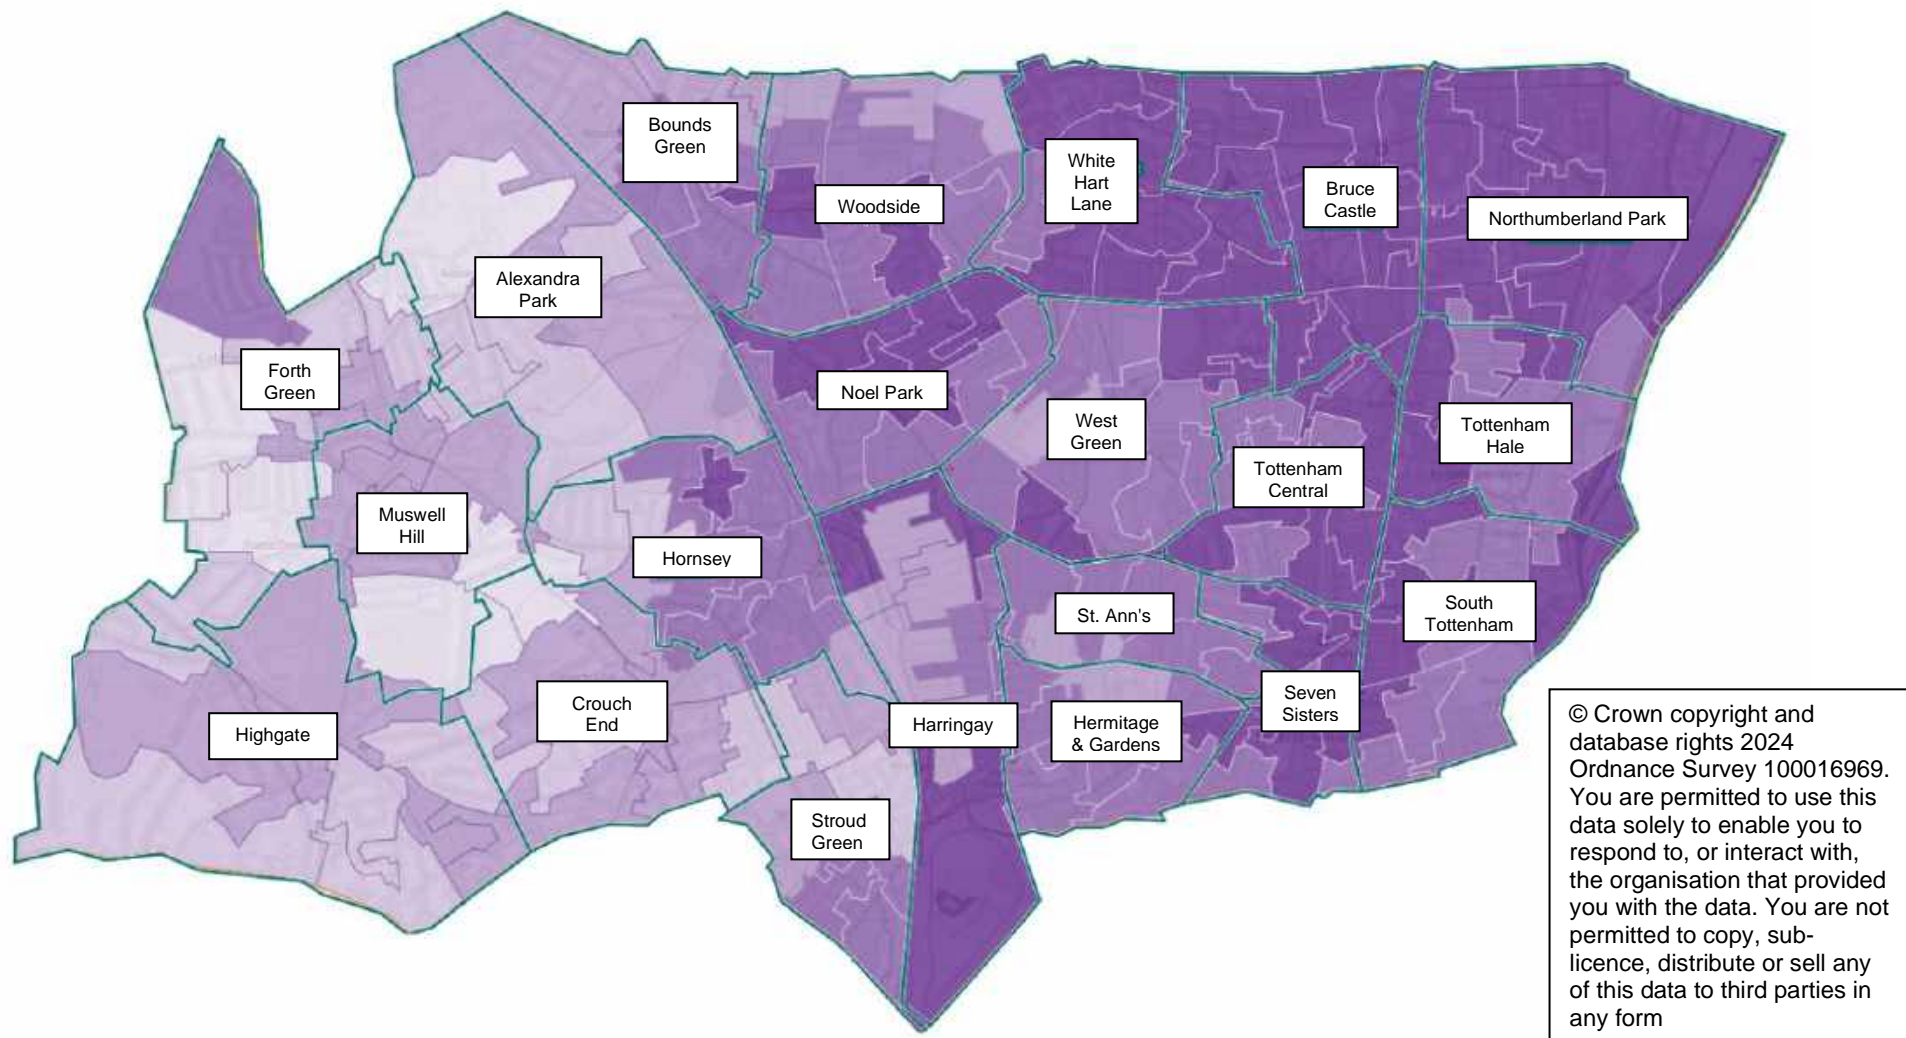 Bounds
Green
White
Hart
Lane
Woodside
Bruce
Castle
Northumberland Park
Alexandra
Park
Forth
Green
Noel Park
West
Green
Tottenham
Hale
Tottenham
Central
Muswell
Hill
Hornsey
St. Ann's
South
Tottenham
Highgate
Crouch
End
Harringay
Hermitage
& Gardens
Seven
Sisters
Stroud
Green
© Crown copyright and
database rights 2024
Ordnance Survey 100016969.
You are permitted to use this
data solely to enable you to
respond to, or interact with,
the organisation that provided
you with the data. You are not
permitted to copy, sub-
licence, distribute or sell any
of this data to third parties in
any form